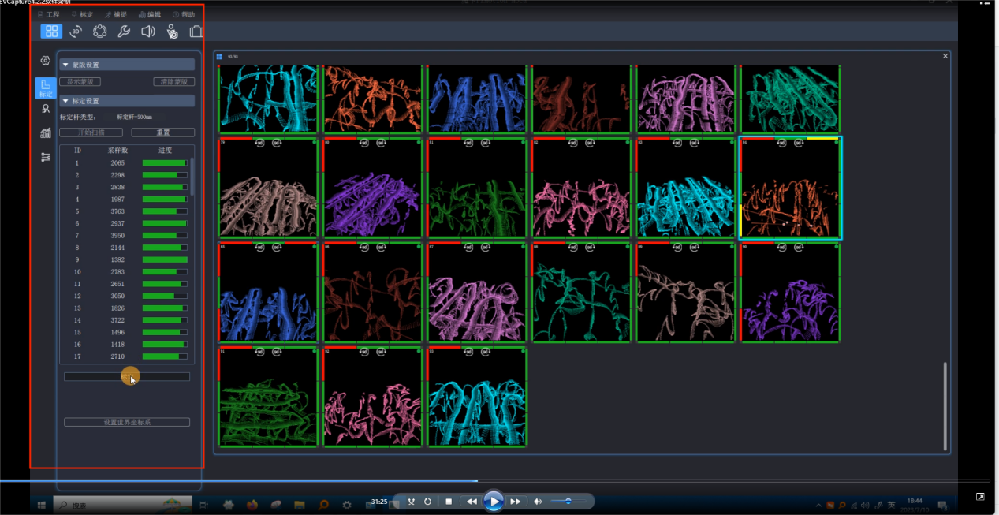 EVCapture4.2.2软件录制
工程 标定 捕捉 编辑 帮助
3D
标定
蒙版设置
显示蒙版 清除蒙版
标定设置
标定杆类型: 标定杆-500mm
开始扫描 重置
ID 采样数 进度
1 2065
2 2298
3 2838
4 1987
5 3763
6 2937
7 3950
8 2144
9 1382
10 2783
11 2651
12 3050
13 1826
14 3722
15 1496
16 1418
17 2710
设置世界坐标系
搜索
31:25
英
18:44
2023/2/10